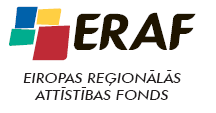 ERAF
EIROPAS REĢIONĀLĀS
ATTĪSTĪBAS FONDS